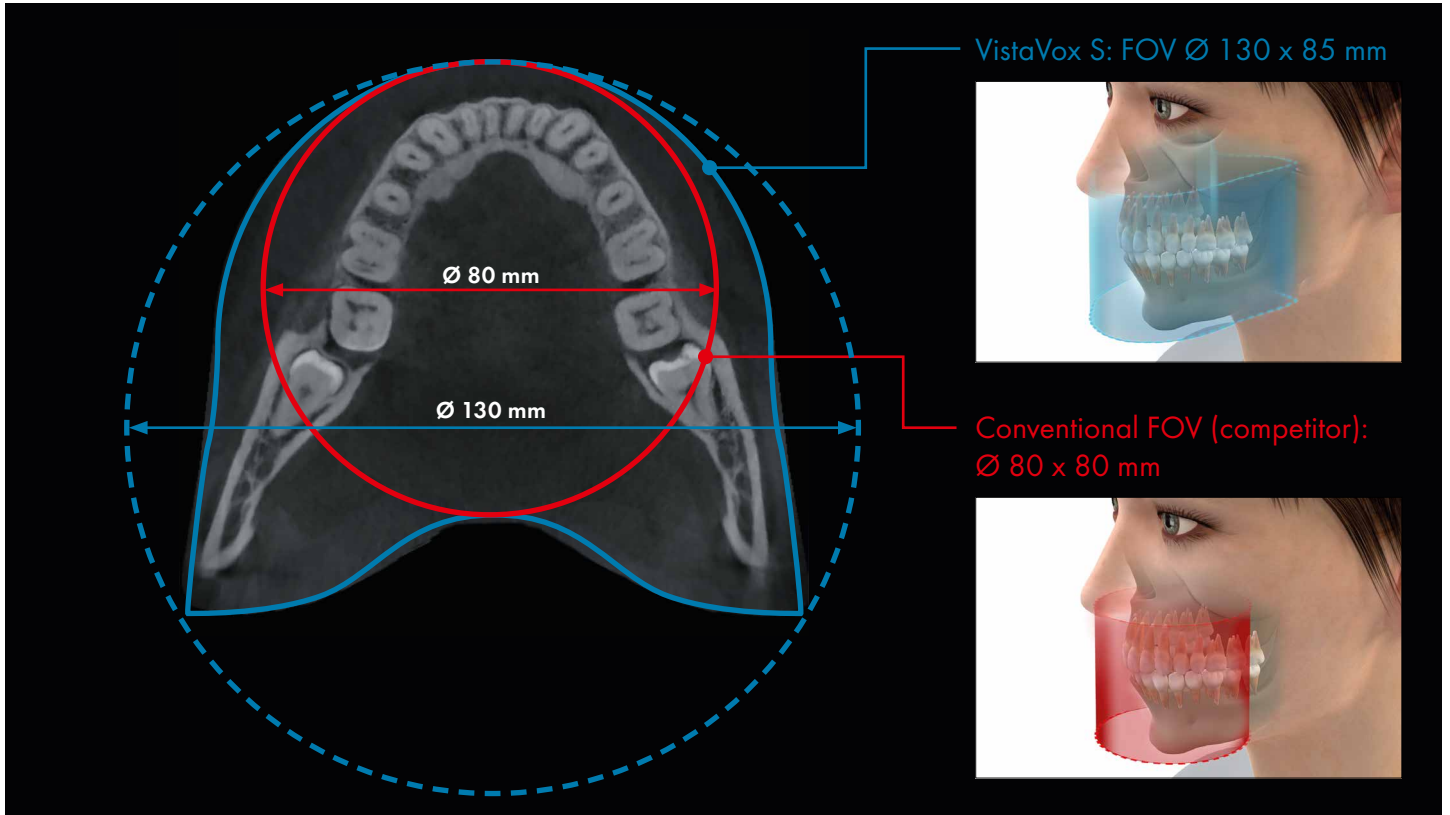 VistaVox S: FOV Ø 130 x 85 mm
Ø 80 mm
Ø 130 mm
Conventional FOV (competitor):
Ø 80 x 80 mm